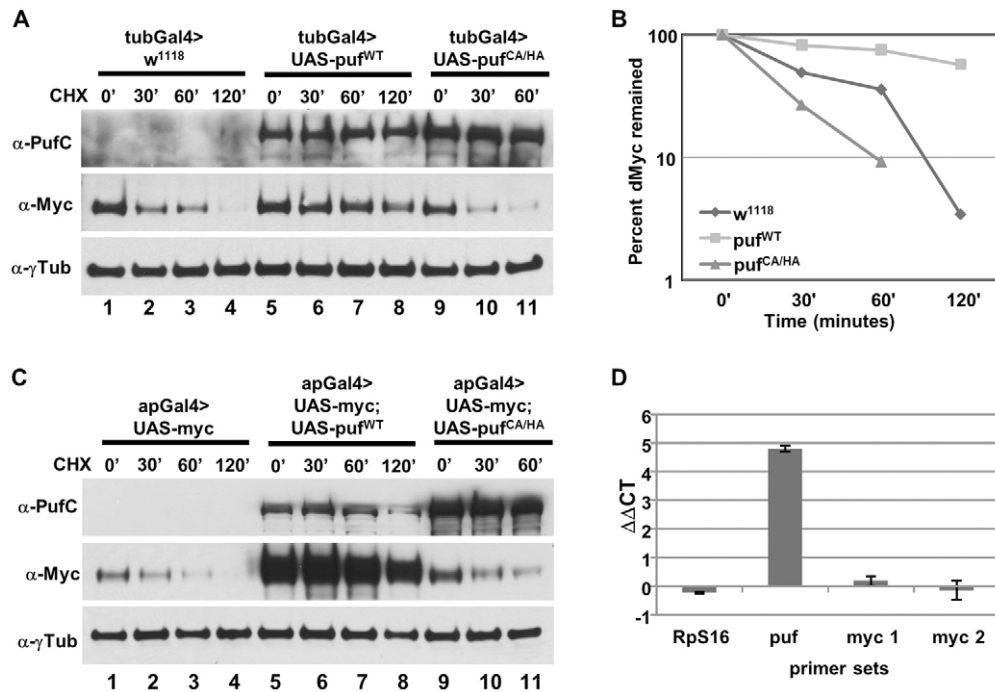 A
tubGal4> w¹¹¹⁸
tubGal4> UAS-pufᵂᵀ
tubGal4> UAS-pufᶜᴬ/ᴴᴬ
CHX 0’ 30’ 60’ 120’ 0’ 30’ 60’ 120’ 0’ 30’ 60’
α-PufC
α-Myc
α-γTub
1 2 3 4 5 6 7 8 9 10 11
B
Percent dMyc remained
100
10
1
w¹¹¹⁸
pufᵂᵀ
pufᶜᴬ/ᴴᴬ
0' 30' 60' 120'
Time (minutes)
C
apGal4> UAS-myc
apGal4> UAS-myc; UAS-pufᵂᵀ
apGal4> UAS-myc; UAS-pufᶜᴬ/ᴴᴬ
CHX 0’ 30’ 60’ 120’ 0’ 30’ 60’ 120’ 0’ 30’ 60’
α-PufC
α-Myc
α-γTub
1 2 3 4 5 6 7 8 9 10 11
D
ΔΔCT
6
5
4
3
2
1
0
-1
RpS16 puf myc 1 myc 2
primer sets